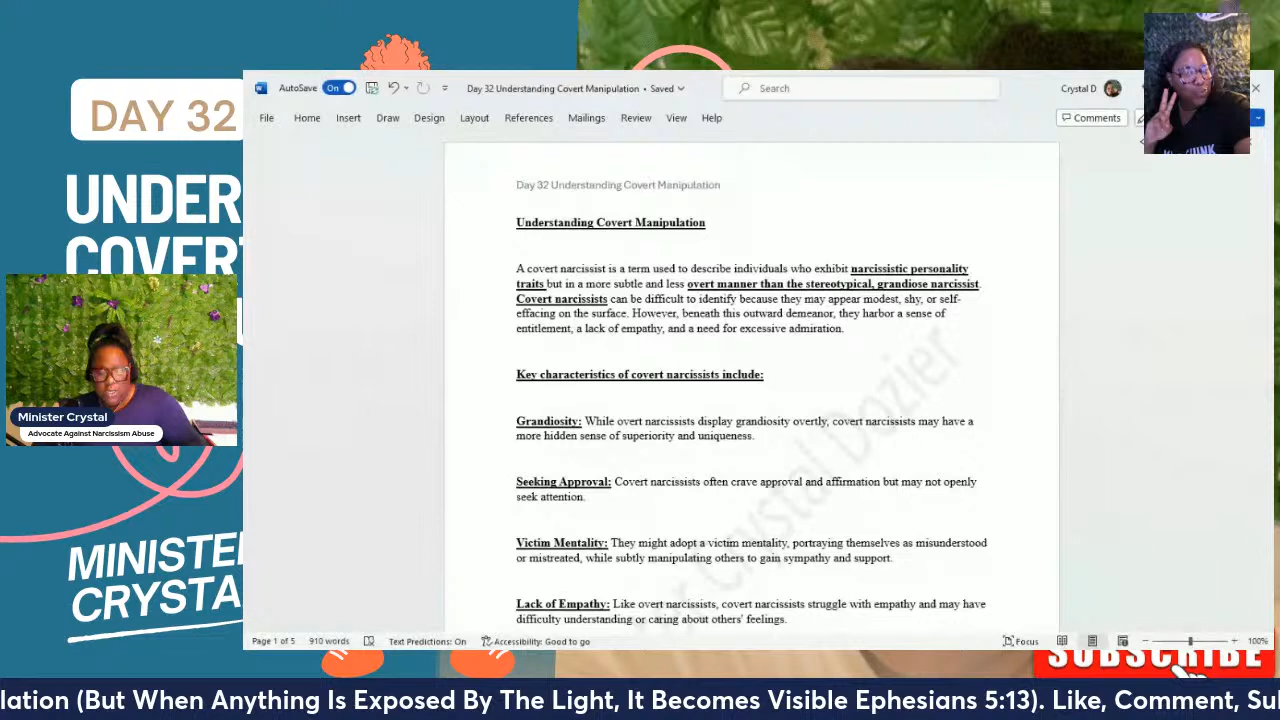 DAY 32
UNDER
COVER
MINISTE
CRYSTA
Minister Crystal
Advocate Against Narcissism Abuse
AutoSave On
Day 32 Understanding Covert Manipulation • Saved
Search
Crystal D
File Home Insert Draw Design Layout References Mailings Review View Help
Comments
Day 32 Understanding Covert Manipulation
Understanding Covert Manipulation
A covert narcissist is a term used to describe individuals who exhibit narcissistic personality
traits but in a more subtle and less overt manner than the stereotypical, grandiose narcissist.
Covert narcissists can be difficult to identify because they may appear modest, shy, or self-
effacing on the surface. However, beneath this outward demeanor, they harbor a sense of
entitlement, a lack of empathy, and a need for excessive admiration.
Key characteristics of covert narcissists include:
Grandiosity: While overt narcissists display grandiosity overtly, covert narcissists may have a
more hidden sense of superiority and uniqueness.
Seeking Approval: Covert narcissists often crave approval and affirmation but may not openly
seek attention.
Victim Mentality: They might adopt a victim mentality, portraying themselves as misunderstood
or mistreated, while subtly manipulating others to gain sympathy and support.
Lack of Empathy: Like overt narcissists, covert narcissists struggle with empathy and may have
difficulty understanding or caring about others' feelings.
Crystal Dozier
Page 1 of 5 910 words Text Predictions: On Accessibility: Good to go Focus 100%
SUBSCRIBE
lation (But When Anything Is Exposed By The Light, It Becomes Visible Ephesians 5:13). Like, Comment, Su